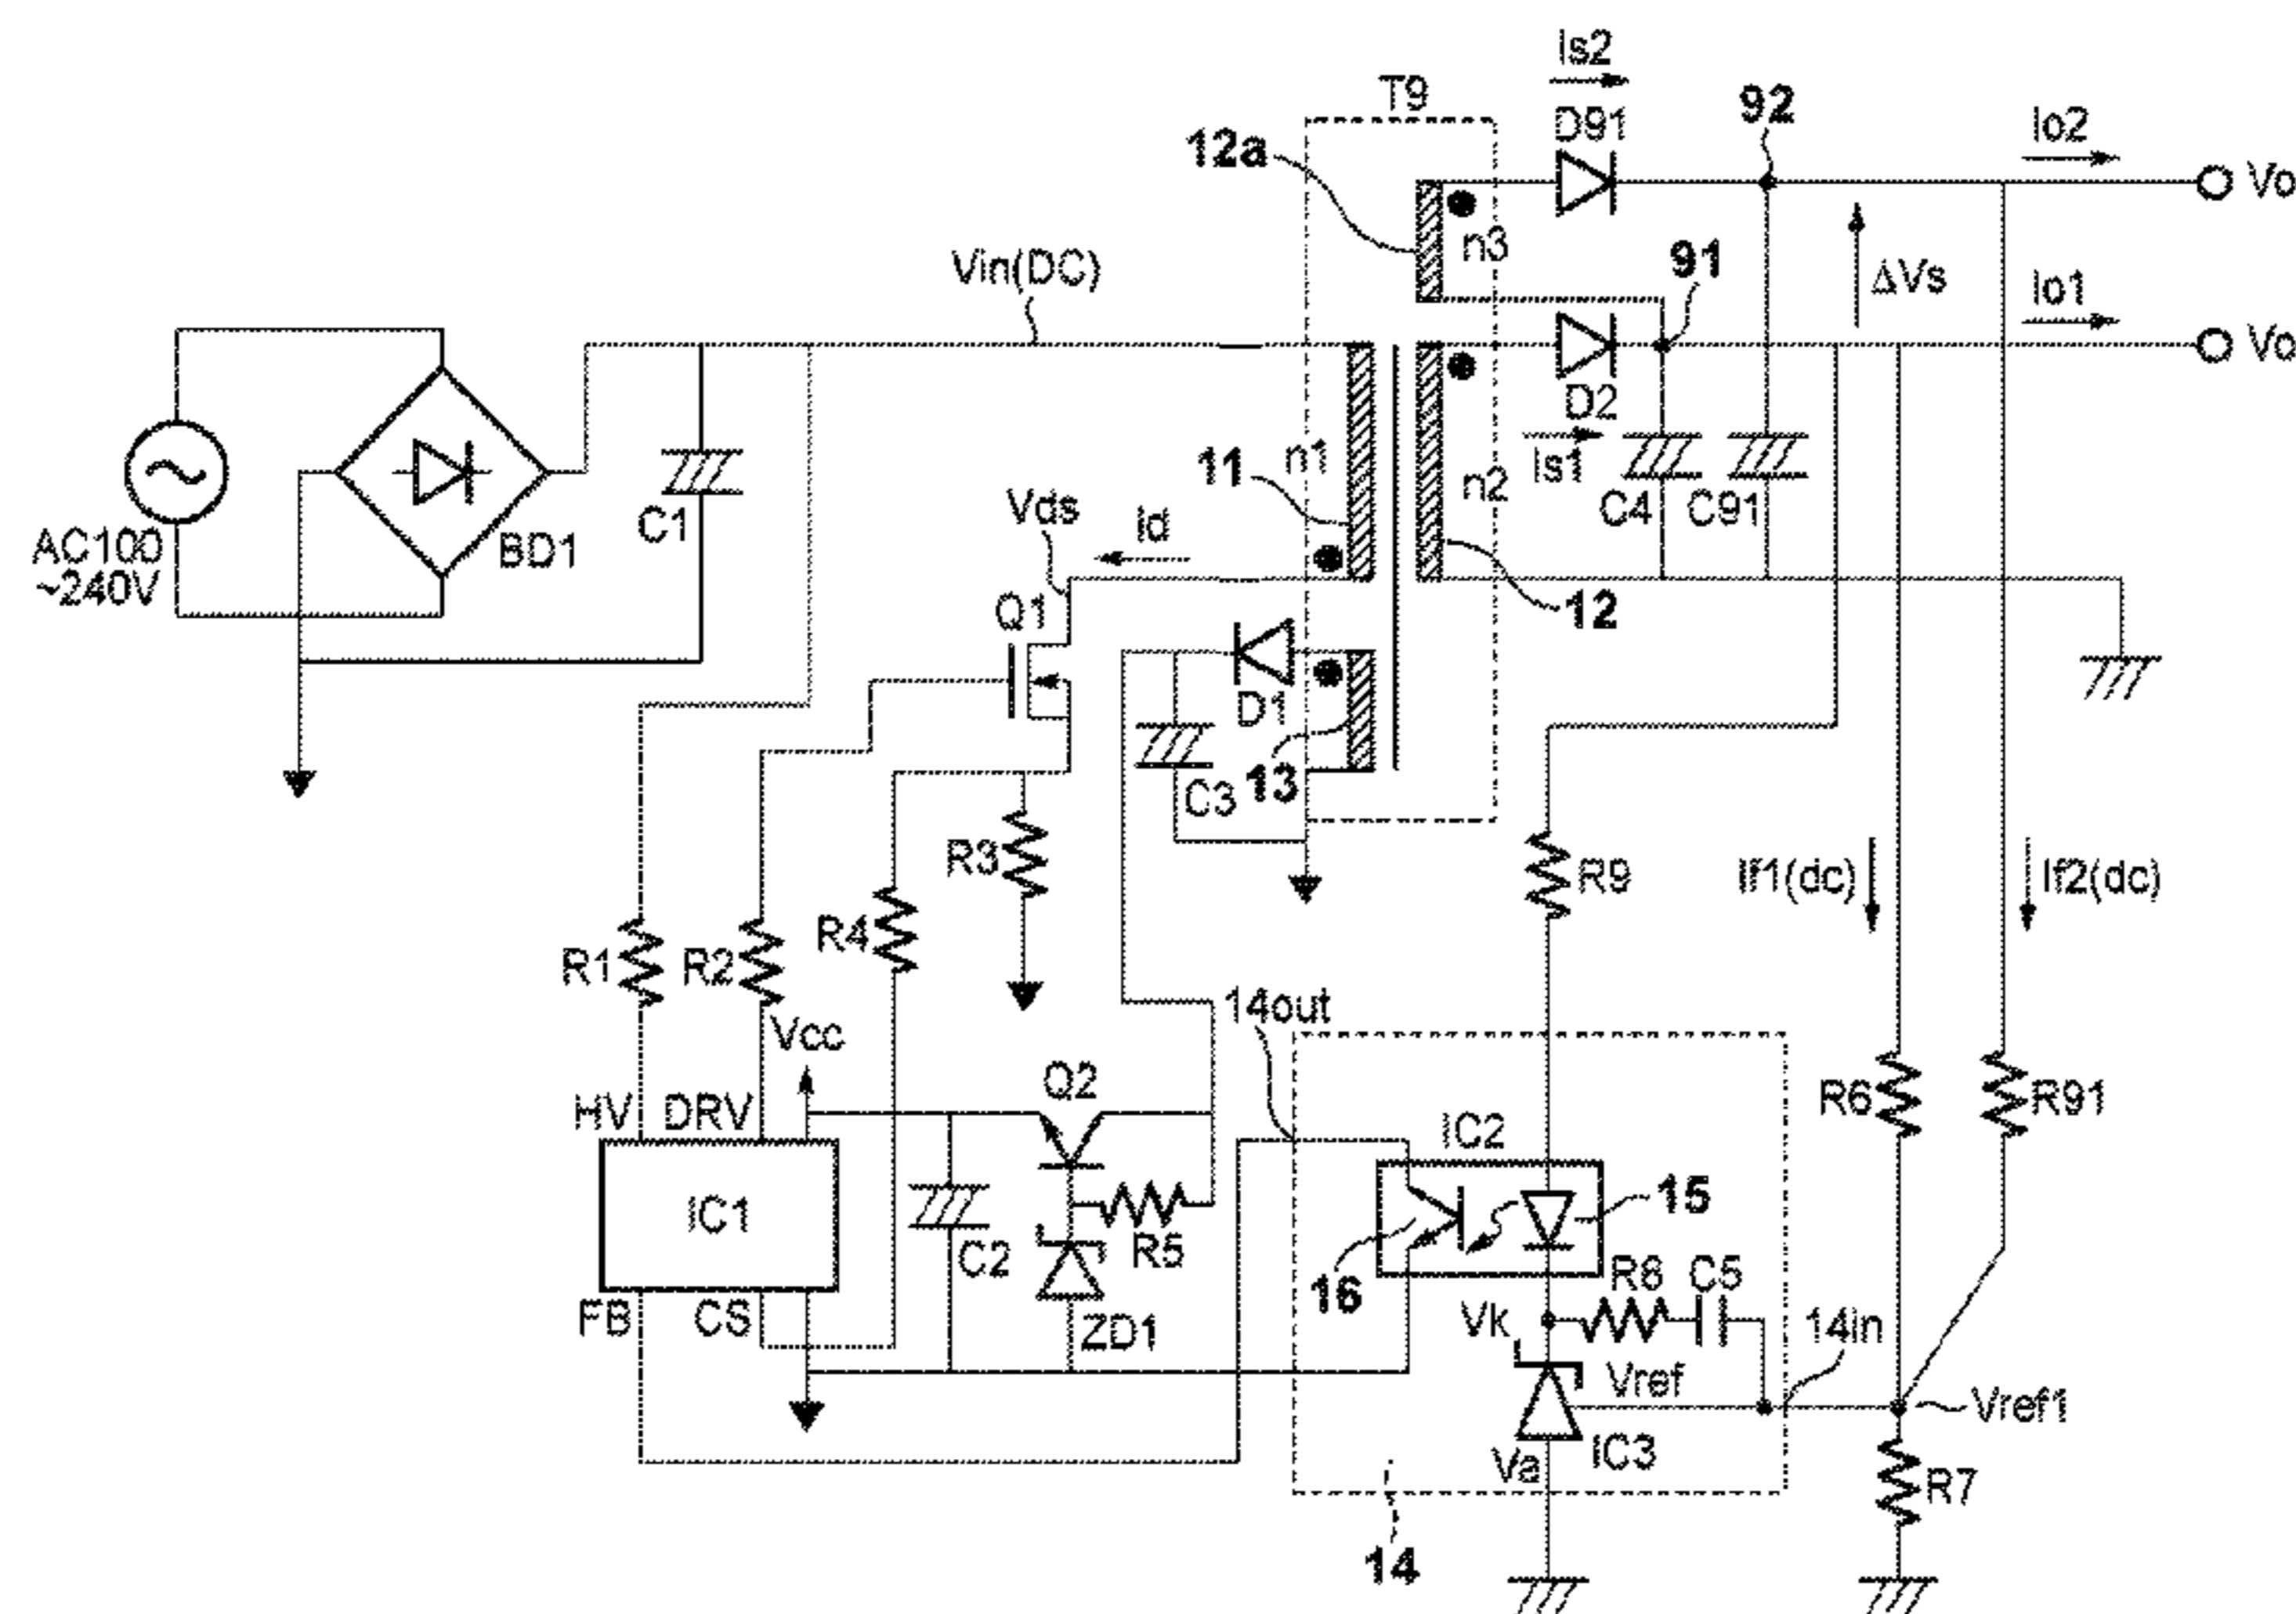 Is2
T9
D91
92
Io2
12a
Vo
n3
91
ΔVs
Io1
Vin(DC)
Vo
D2
11
n1
n2
Is1
C4
C91
Vds
Id
C1
AC100
~240V
BD1
12
Q1
D1
C3
13
R3
R9
If1(dc)
If2(dc)
R4
R1
R2
14out
Vcc
Q2
R6
R91
HV
DRV
IC2
IC1
15
C2
R5
16
R8
C5
FB
CS
ZD1
Vk
14in
Vref
Vref1
Va
IC3
R7
14